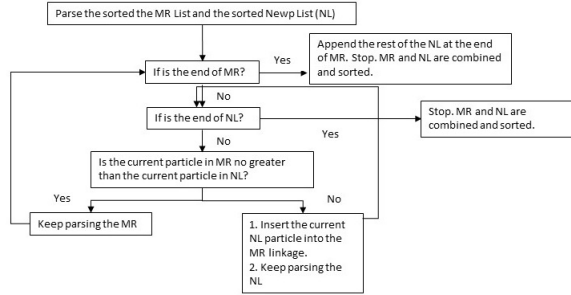 Parse the sorted the MR List and the sorted Newp List (NL)
If is the end of MR?
Yes
Append the rest of the NL at the end
of MR. Stop. MR and NL are combined
and sorted.
No
If is the end of NL?
Yes
Stop. MR and NL are
combined and sorted.
No
Is the current particle in MR no greater
than the current particle in NL?
Yes
No
Keep parsing the MR
1. Insert the current
NL particle into the
MR linkage.
2. Keep parsing the
NL